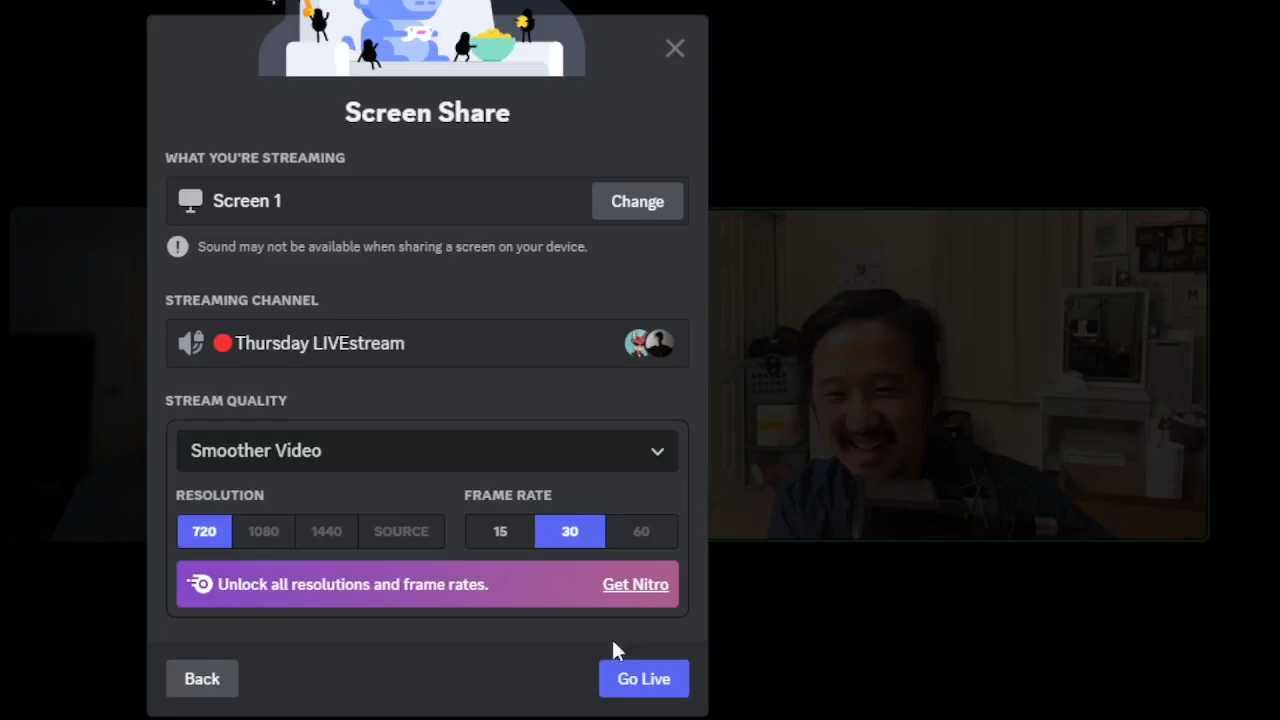 Screen Share
WHAT YOU'RE STREAMING
Screen 1
Change
Sound may not be available when sharing a screen on your device.
STREAMING CHANNEL
Thursday LIVEstream
STREAM QUALITY
Smoother Video
RESOLUTION
FRAME RATE
720 1080 1440 SOURCE
15 30 60
Unlock all resolutions and frame rates.
Get Nitro
Back
Go Live
M